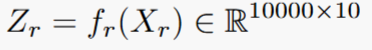 Z_r = f_r(X_r) ∈ ℝ^{10000×10}